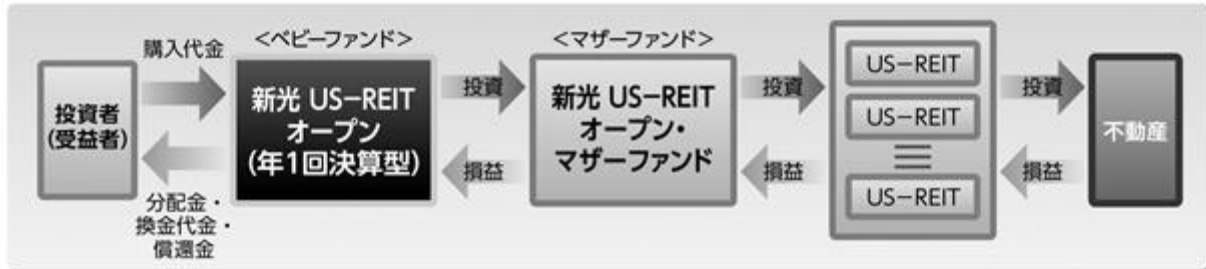 購入代金
投資者
(受益者)
分配金・
換金代金・
償還金
＜ベビーファンド＞
新光 US−REIT
オープン
(年1回決算型)
投資
損益
＜マザーファンド＞
新光 US−REIT
オープン・
マザーファンド
投資
損益
US−REIT
US−REIT
US−REIT
投資
損益
不動産